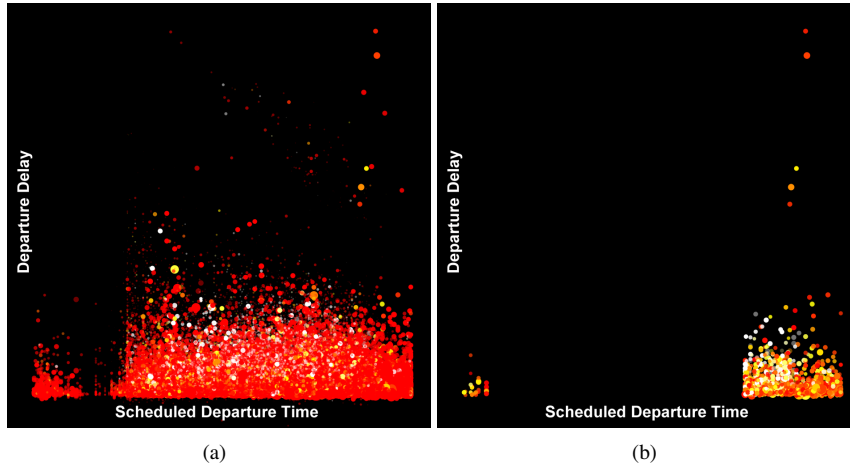 Departure Delay
Scheduled Departure Time
(a)
Departure Delay
Scheduled Departure Time
(b)